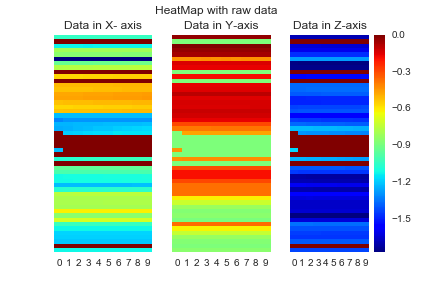 HeatMap with raw data
Data in X- axis
Data in Y-axis
Data in Z-axis
0.0
−0.3
−0.6
−0.9
−1.2
−1.5
0 1 2 3 4 5 6 7 8 9
0 1 2 3 4 5 6 7 8 9
0 1 2 3 4 5 6 7 8 9